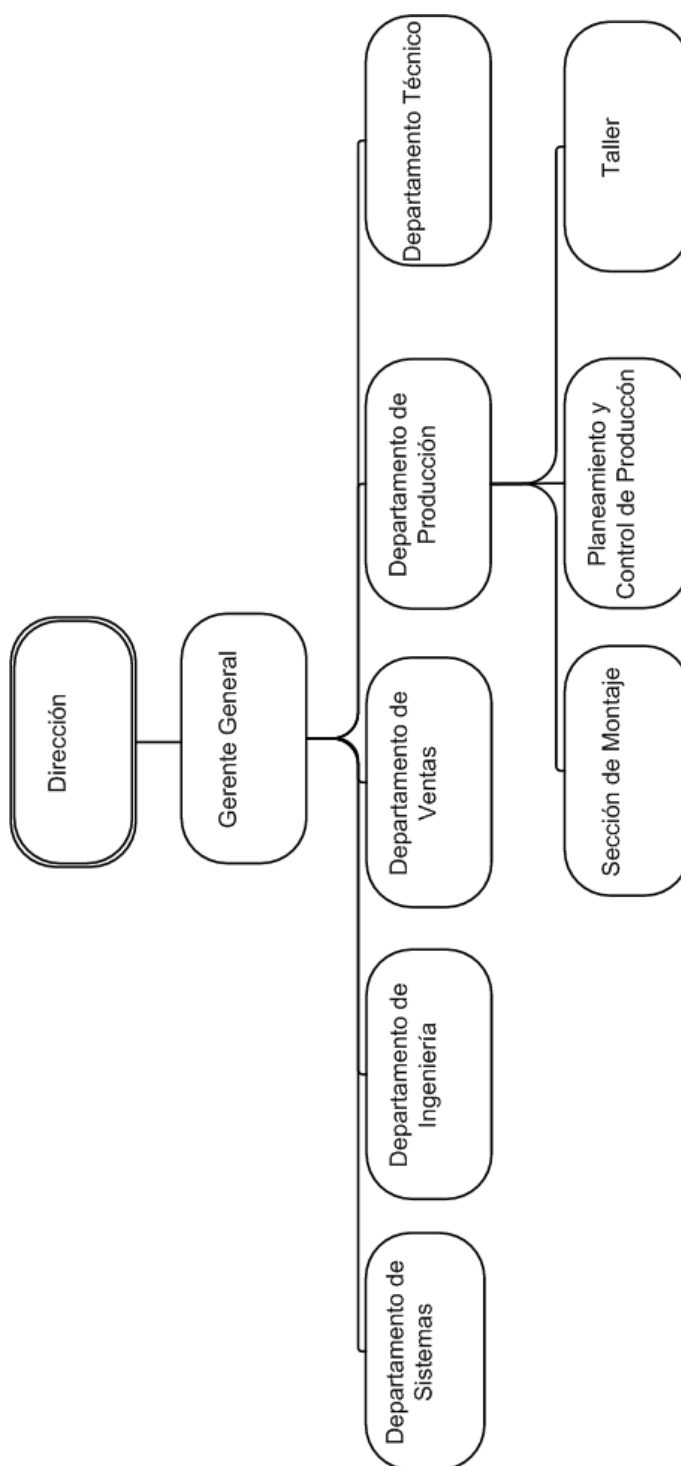 Dirección
Gerente General
Departamento de
Sistemas
Departamento de
Ingeniería
Departamento de
Ventas
Departamento de
Producción
Departamento Técnico
Sección de Montaje
Planeamiento y
Control de Produccón
Taller